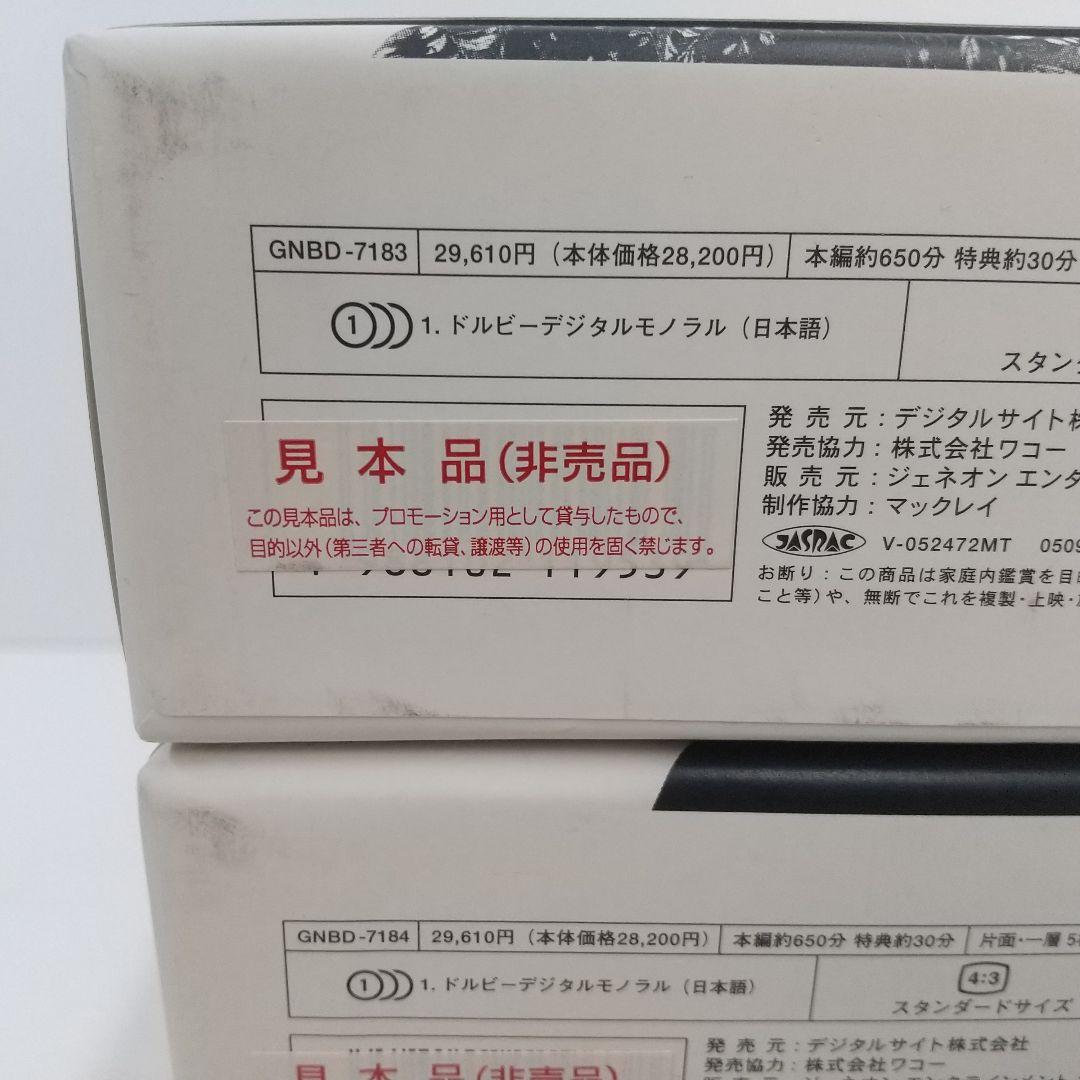 GNBD-7183 29,610円（本体価格28,200円） 本編約650分 特典約30分
1 1. ドルビーデジタルモノラル（日本語）
スタン
発売元：デジタルサイト株
発売協力：株式会社ワコー
販売元：ジェネオン エンタ
制作協力：マックレイ
JASRAC V-052472MT 0509
お断り：この商品は家庭内鑑賞を目
こと等）や、無断でこれを複製・上映・
見本品（非売品）
この見本品は、プロモーション用として貸与したもので、
目的以外（第三者への転貸、譲渡等）の使用を固く禁じます。
GNBD-7184 29,610円（本体価格28,200円） 本編約650分 特典約30分 片面・一層
1 1. ドルビーデジタルモノラル（日本語）
4:3
スタンダードサイズ
発売元：デジタルサイト株式会社
発売協力：株式会社ワコー
見本品（非売品）